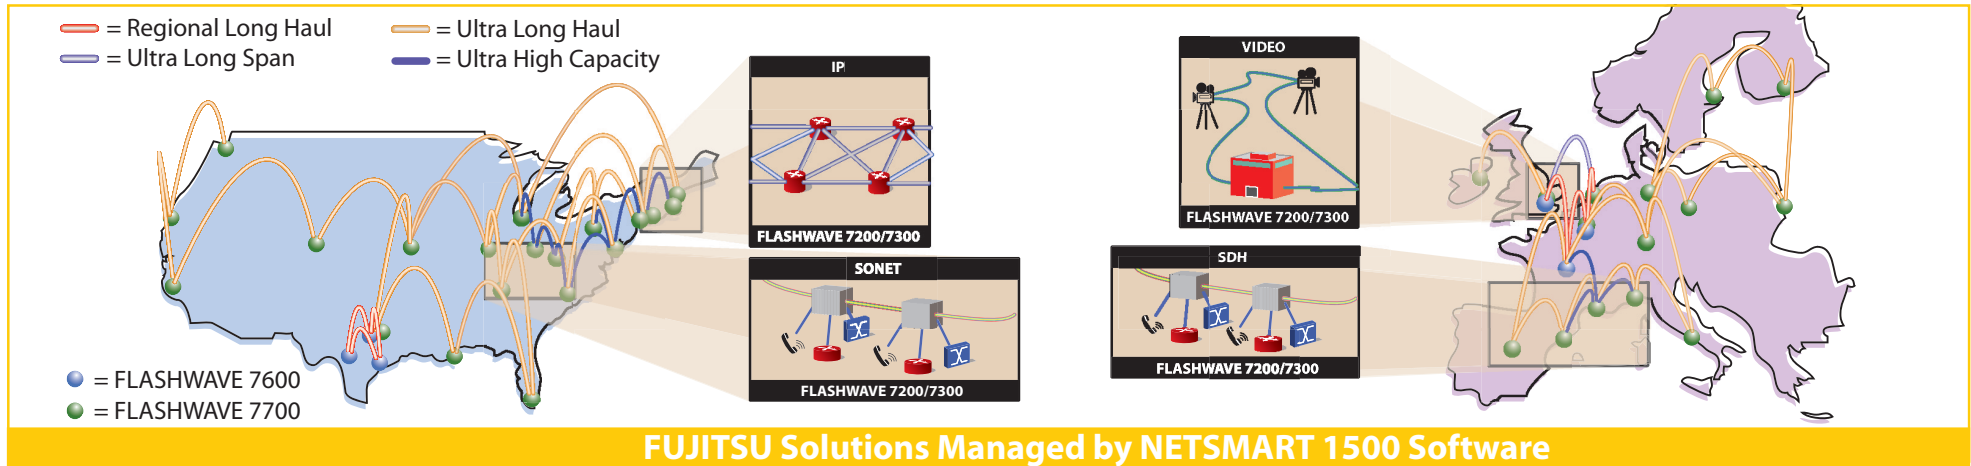 = Regional Long Haul
= Ultra Long Haul
= Ultra Long Span
= Ultra High Capacity
IP
FLASHWAVE 7200/7300
SONET
FLASHWAVE 7200/7300
VIDEO
FLASHWAVE 7200/7300
SDH
FLASHWAVE 7200/7300
= FLASHWAVE 7600
= FLASHWAVE 7700
FUJITSU Solutions Managed by NETSMART 1500 Software